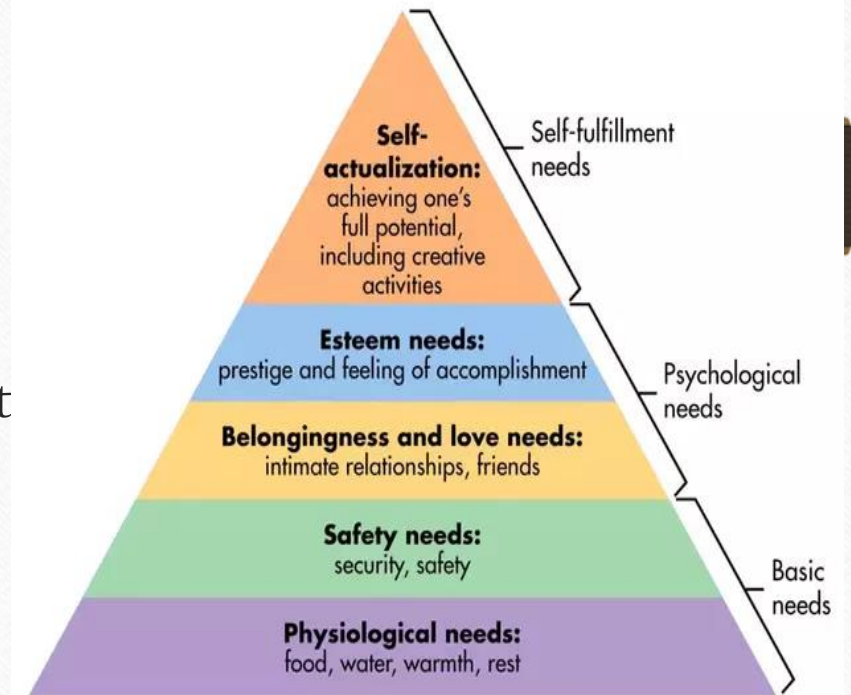 Self-
actualization:
achieving one's
full potential,
including creative
activities
Self-fulfillment
needs
Esteem needs:
prestige and feeling of accomplishment
Psychological
needs
t
Belongingness and love needs:
intimate relationships, friends
Safety needs:
security, safety
Basic
needs
Physiological needs:
food, water, warmth, rest